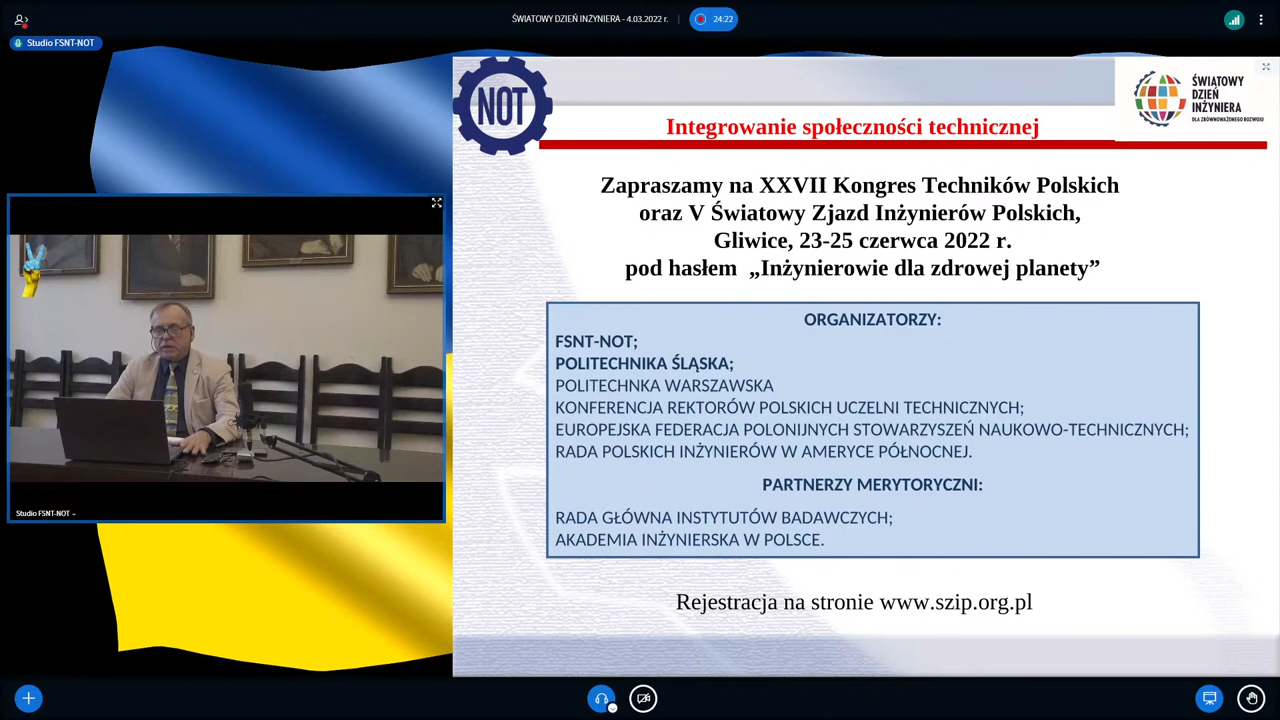 ŚWIATOWY DZIEŃ INŻYNIERA - 4.03.2022 r.
24:22
Studio FSNT-NOT
NOT
ŚWIATOWY
DZIEŃ
INŻYNIERA
DLA ZRÓWNOWAŻONEGO ROZWOJU
Integrowanie społeczności technicznej
Zapraszamy na XXVII Kongres Techników Polskich
oraz V Światowy Zjazd Inżynierów Polskich,
Gliwice, 23-25 czerwca 2022 r.
„Inżynierowie planety”
ORGANIZATORZY:
FSNT-NOT;
POLITECHNIKA ŚLĄSKA;
POLITECHNIKA WARSZAWSKA
KONFERENCJA REKTORÓW POLSKICH UCZELNI TECHNICZNYCH;
EUROPEJSKA FEDERACJA POLONIJNYCH STOWARZYSZEŃ NAUKOWO-TECHNICZNYCH;
RADA POLSKICH INŻYNIERÓW W AMERYCE PÓŁNOCNEJ.
PARTNERZY MERYTORYCZNI:
RADA GŁÓWNA INSTYTUTÓW BADAWCZYCH;
AKADEMIA INŻYNIERSKA W POLSCE.
Rejestracja na stronie www.szip.org.pl
Studio FSNT-NOT